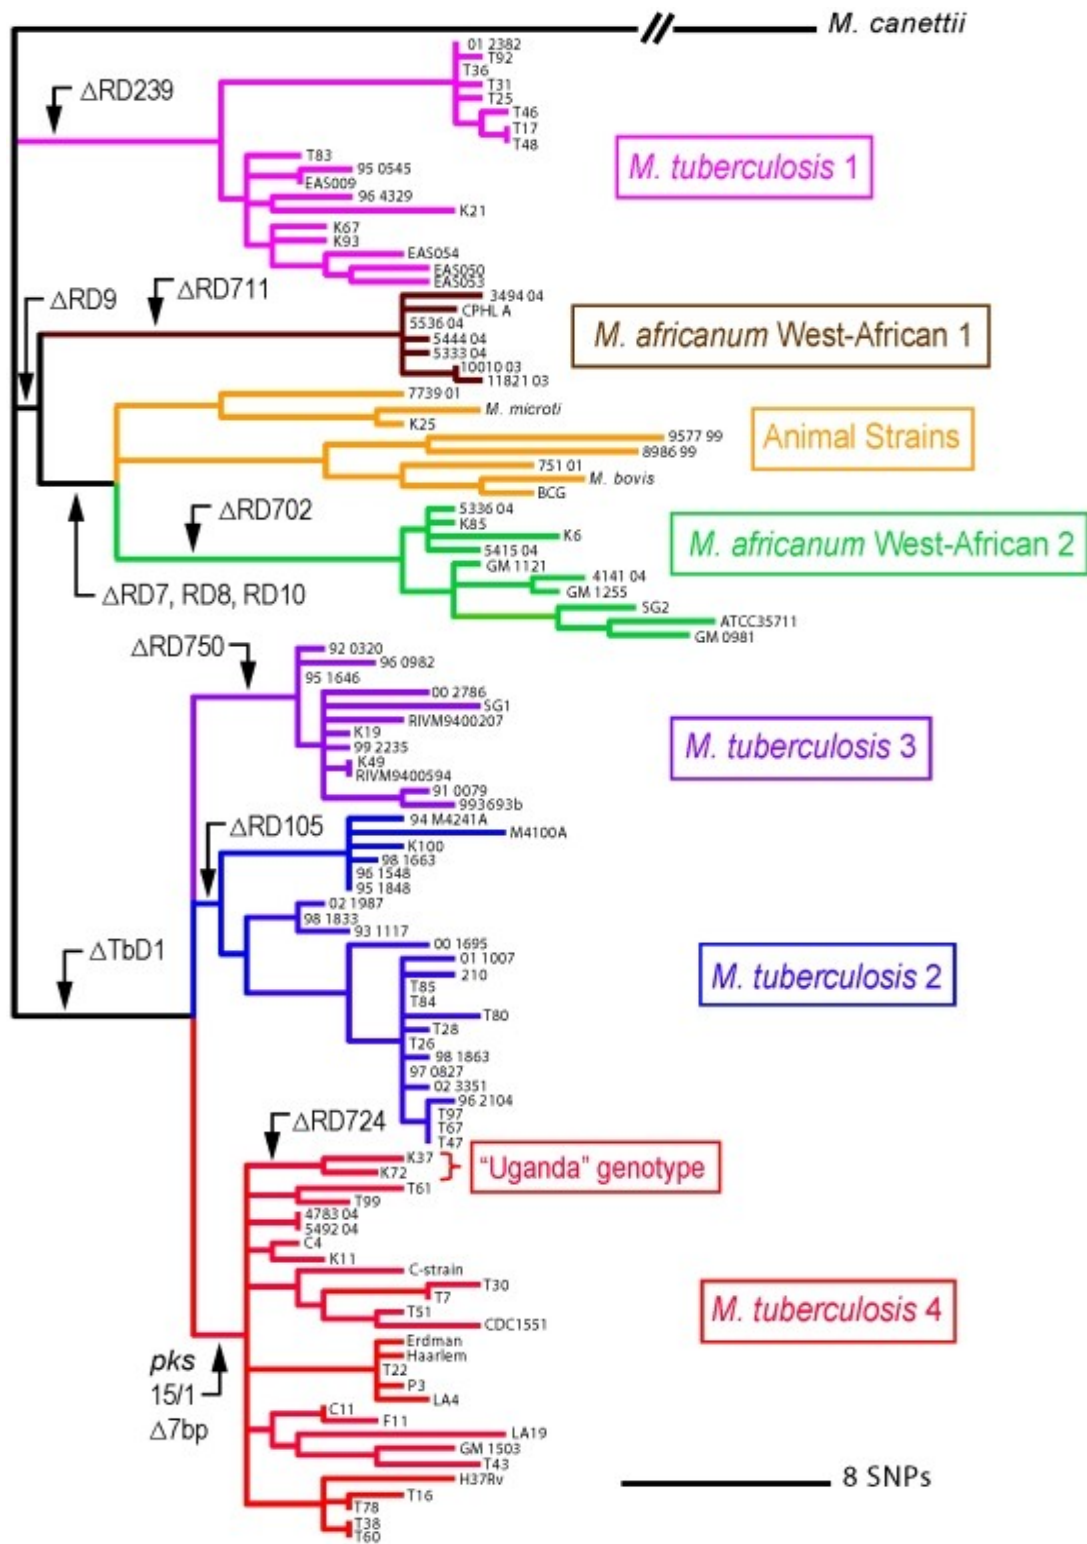 M. canettii
01 2382
T92
T36
T31
T25
T46
T17
T48
ΔRD239
M. tuberculosis 1
T83
95 0545
EAS009
96 4329
K21
K67
K93
EAS054
EAS050
EAS053
ΔRD9
ΔRD711
3494 04
CPHL A
5536 04
5444 04
5333 04
10010 03
11821 03
M. africanum West-African 1
7739 01
M. microti
K25
9577 99
8986 99
751 01
M. bovis
BCG
Animal Strains
ΔRD702
5336 04
K85
K6
5415 04
GM 1121
4141 04
GM 1255
SG2
ATCC35711
GM 0981
M. africanum West-African 2
ΔRD7, RD8, RD10
ΔRD750
92 0320
96 0982
95 1646
00 2786
SG1
RIVM9400207
K19
99 2235
K49
RIVM9400594
91 0079
993693b
M. tuberculosis 3
ΔRD105
94 M4241A
M4100A
K100
98 1663
96 1548
95 1848
02 1987
98 1833
93 1117
00 1695
01 1007
210
T85
T84
T80
T28
T26
98 1863
97 0827
02 3351
96 2104
T97
T67
T47
M. tuberculosis 2
ΔTbD1
ΔRD724
K37
K72
"Uganda" genotype
T61
T99
4783 04
5492 04
C4
K11
C-strain
T30
T7
T51
CDC1551
M. tuberculosis 4
Erdman
Haarlem
T22
P3
LA4
pks
15/1
Δ7bp
C11
F11
LA19
GM 1503
T43
H37Rv
T16
T78
T38
T60
8 SNPs